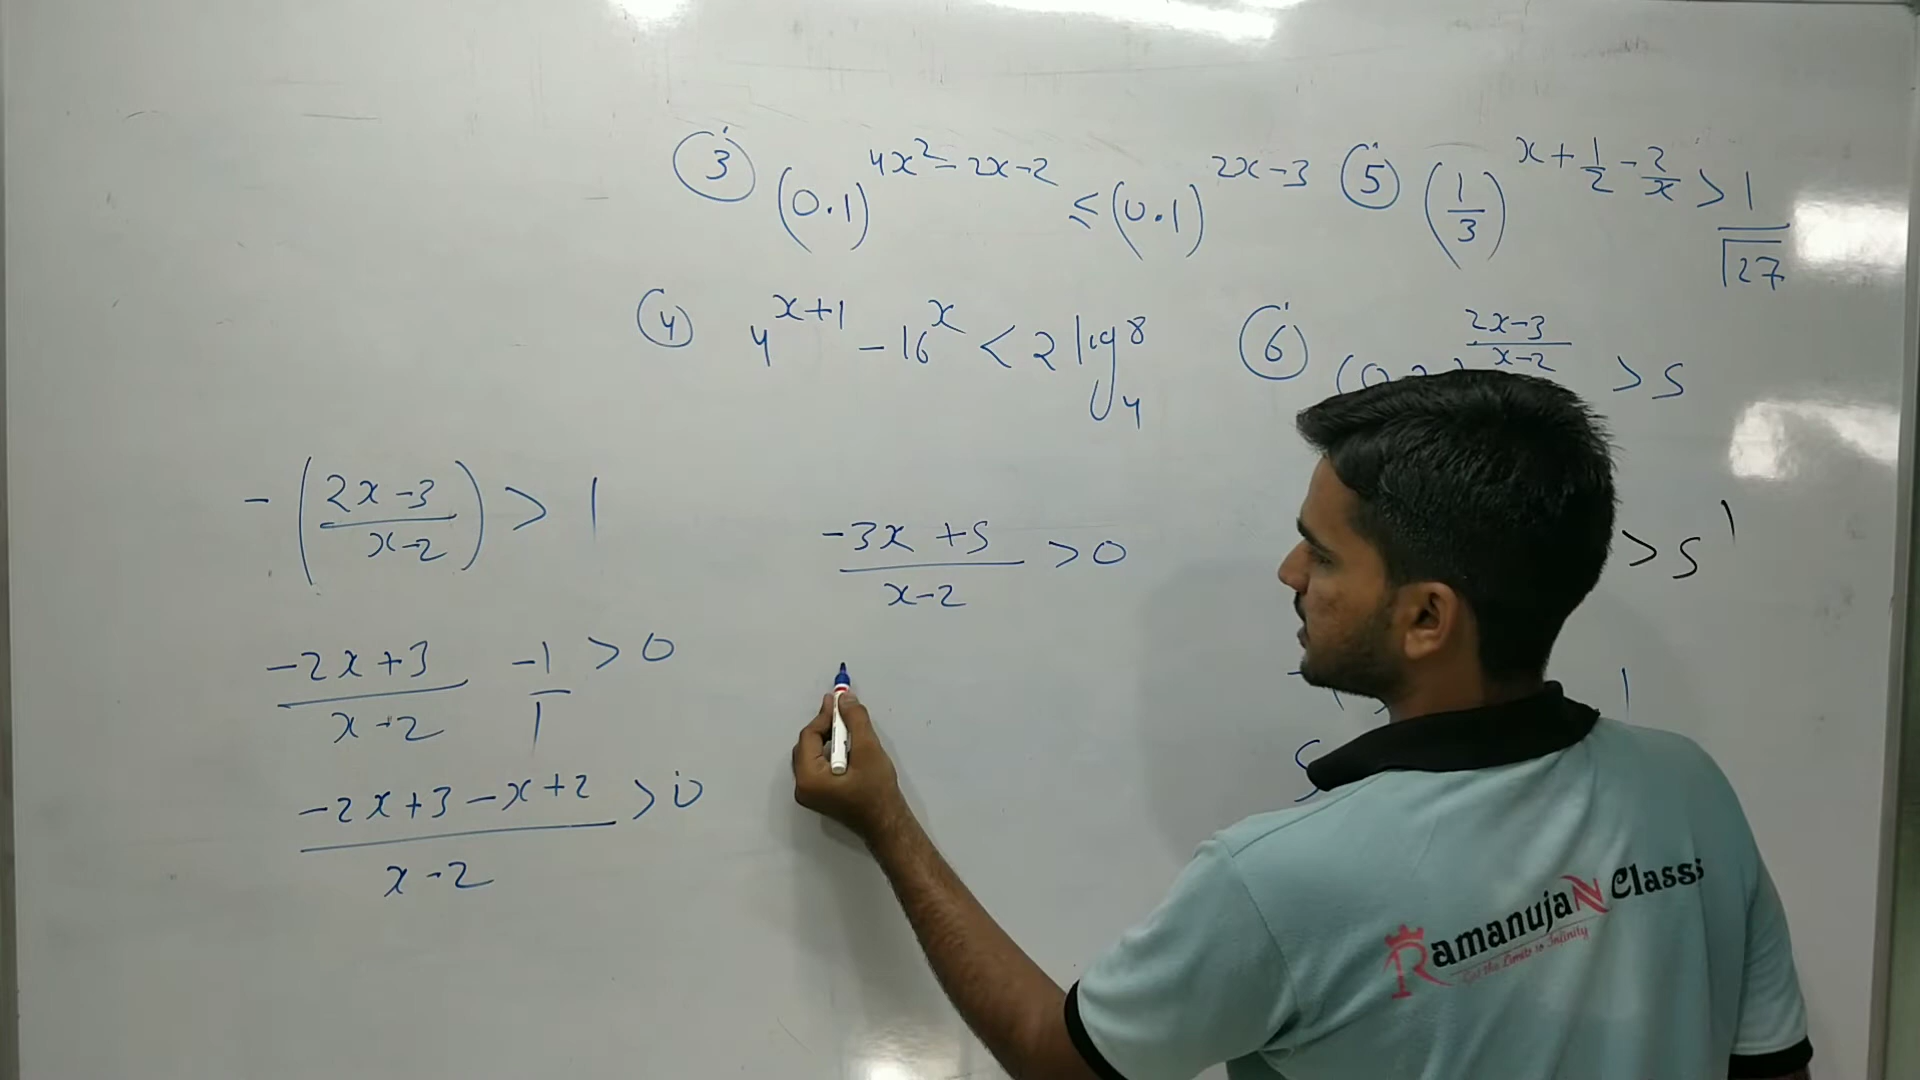 ③ (0.1)^{4x²-2x-2} ≤ (0.1)^{2x-3}
⑤ (1/3)^{x+1/2-2/x} > 1/√27
④ 4^{x+1} - 16^x < 2 log_4 8
⑥ 2x-3/x-2 > 5
-(2x-3/x-2) > 1
-2x+3/x-2 -1/1 > 0
-2x+3-x+2/x-2 > 0
-3x+5/x-2 > 0
> 5^1
1
5
RamanujaN Classes